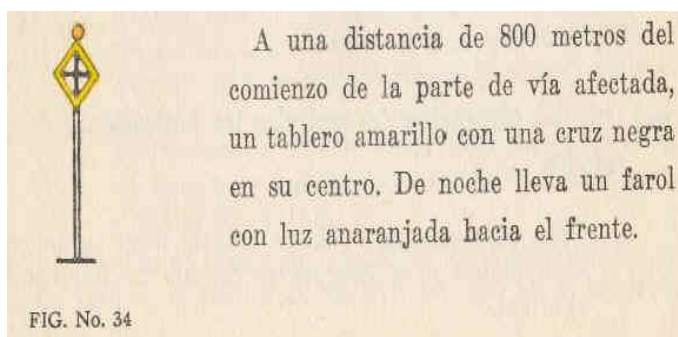 A una distancia de 800 metros del
comienzo de la parte de vía afectada,
un tablero amarillo con una cruz negra
en su centro. De noche lleva un farol
con luz anaranjada hacia el frente.
FIG. No. 34